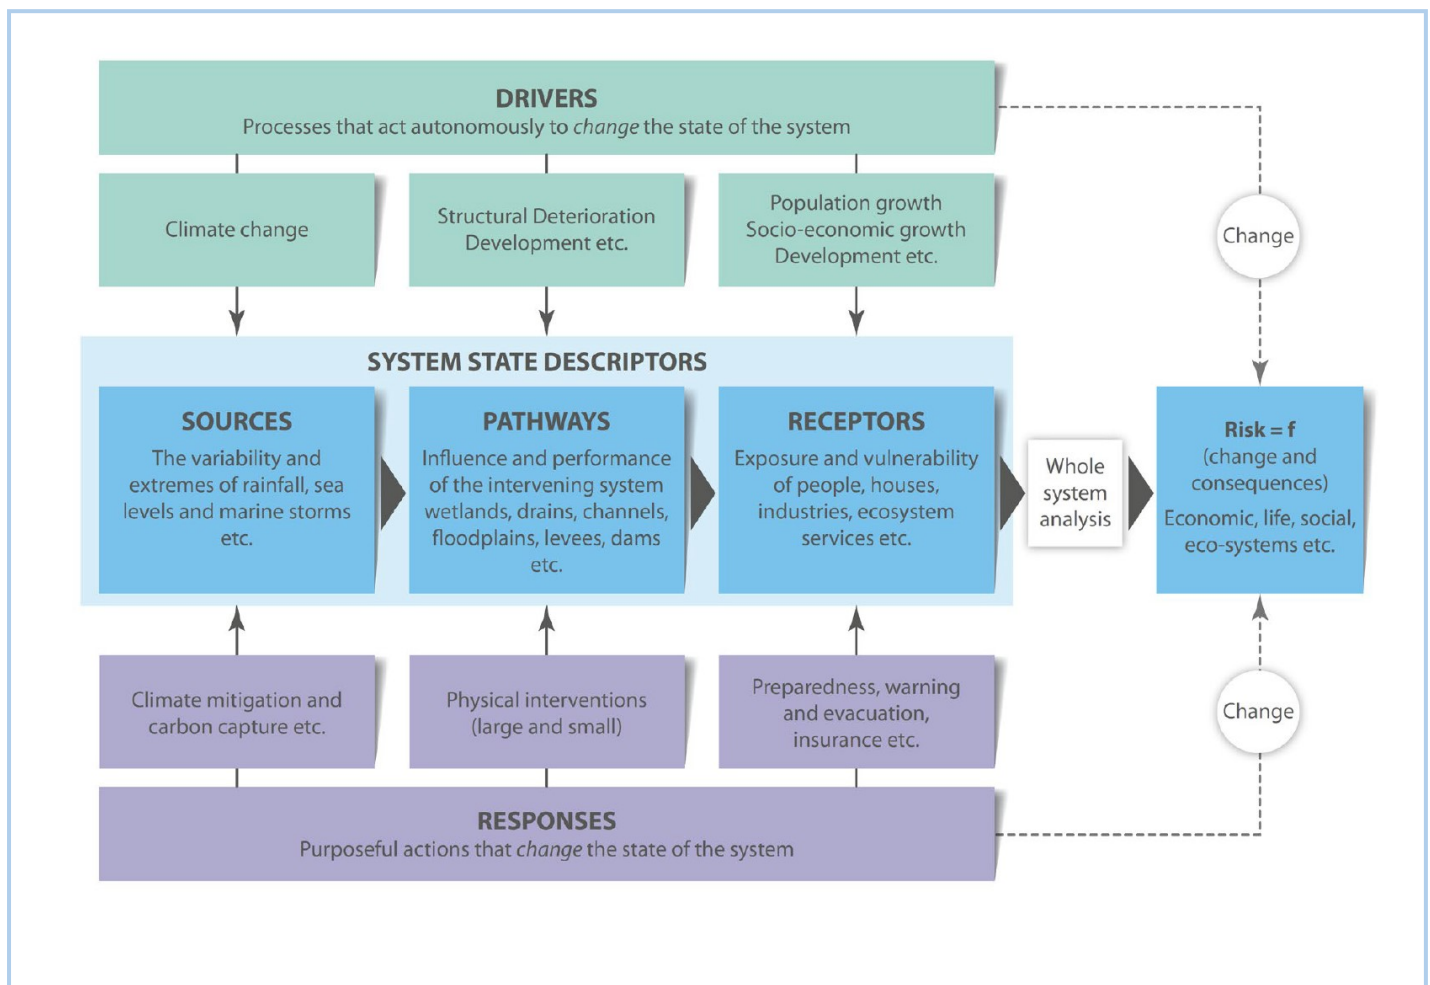 DRIVERS
Processes that act autonomously to change the state of the system
Climate change
Structural Deterioration
Development etc.
Population growth
Socio-economic growth
Development etc.
Change
SYSTEM STATE DESCRIPTORS
SOURCES
The variability and
extremes of rainfall, sea
levels and marine storms
etc.
PATHWAYS
Influence and performance
of the intervening system
wetlands, drains, channels,
floodplains, levees, dams
etc.
RECEPTORS
Exposure and vulnerability
of people, houses,
industries, ecosystem
services etc.
Whole
system
analysis
Risk = f
(change and
consequences)
Economic, life, social,
eco-systems etc.
Climate mitigation and
carbon capture etc.
Physical interventions
(large and small)
Preparedness, warning
and evacuation,
insurance etc.
Change
RESPONSES
Purposeful actions that change the state of the system